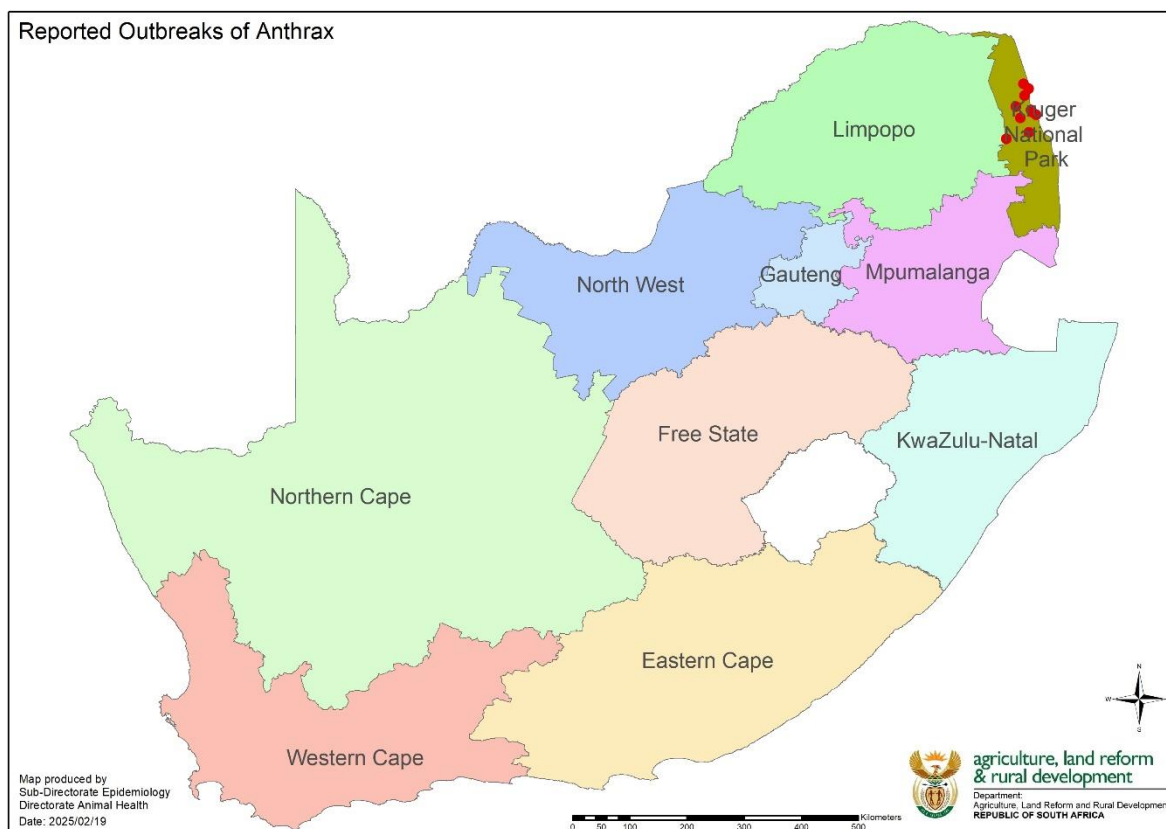 Reported Outbreaks of Anthrax
Limpopo
Kruger
National
Park
North West
Gauteng
Mpumalanga
Free State
KwaZulu-Natal
Northern Cape
Eastern Cape
Western Cape
N
W
E
S
Map produced by
Sub-Directorate Epidemiology
Directorate Animal Health
Date: 2025/02/19
Kilometers
0 50 100 200 300 400 500
agriculture, land reform
& rural development
Department:
Agriculture, Land Reform and Rural Development
REPUBLIC OF SOUTH AFRICA